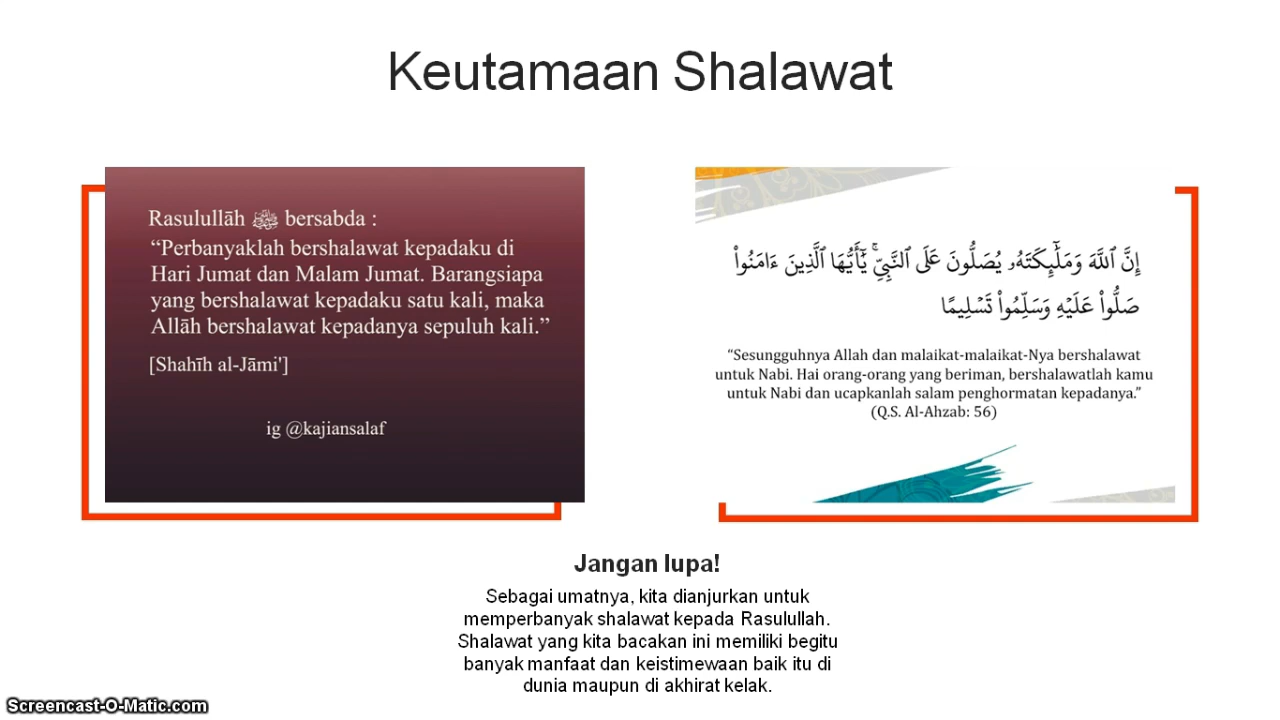 Keutamaan Shalawat
Rasulullāh ﷺ bersabda :
“Perbanyaklah bershalawat kepadaku di
Hari Jumat dan Malam Jumat. Barangsiapa
yang bershalawat kepadaku satu kali, maka
Allāh bershalawat kepadanya sepuluh kali.”
[Shahīh al-Jāmi']
ig @kajiansalaf
إِنَّ ٱللَّهَ وَمَلَٰٓئِكَتَهُۥ يُصَلُّونَ عَلَى ٱلنَّبِيِّ ۚ يَٰٓأَيُّهَا ٱلَّذِينَ ءَامَنُوا۟
صَلُّوا۟ عَلَيْهِ وَسَلِّمُوا۟ تَسْلِيمًا
“Sesungguhnya Allah dan malaikat-malaikat-Nya bershalawat
untuk Nabi. Hai orang-orang yang beriman, bershalawatlah kamu
untuk Nabi dan ucapkanlah salam penghormatan kepadanya.”
(Q.S. Al-Ahzab: 56)
Jangan lupa!
Sebagai umatnya, kita dianjurkan untuk
memperbanyak shalawat kepada Rasulullah.
Shalawat yang kita bacakan ini memiliki begitu
banyak manfaat dan keistimewaan baik itu di
dunia maupun di akhirat kelak.
Screencast-O-Matic.com